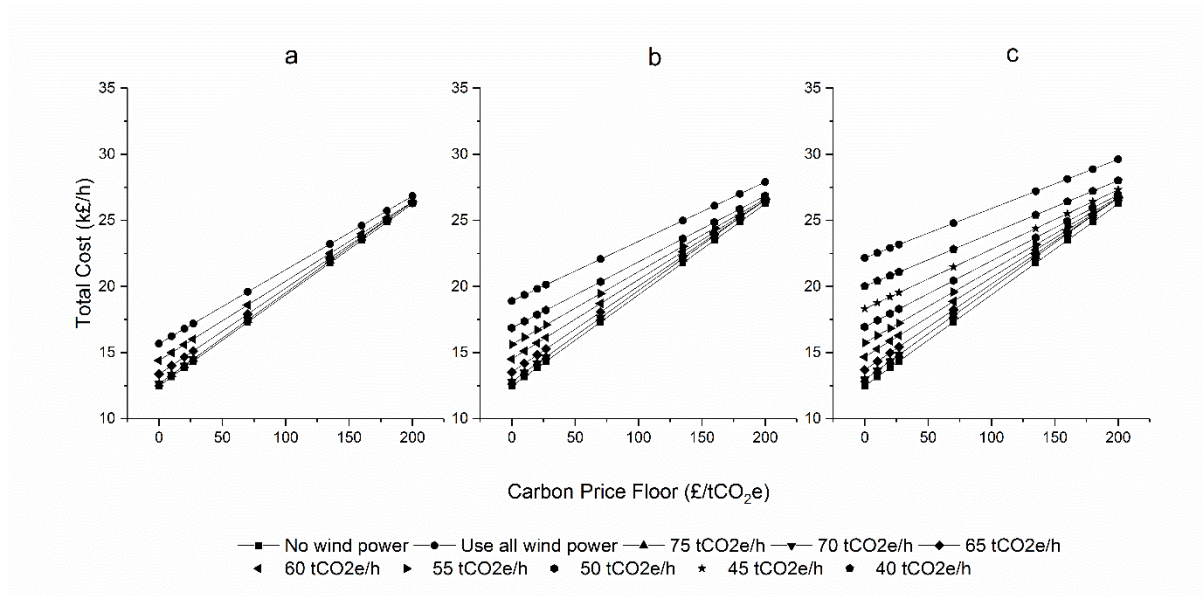 a b c
35 35 35
30 30 30
25 25 25
20 20 20
15 15 15
10 10 10
0 50 100 150 200 0 50 100 150 200 0 50 100 150 200
Total Cost (k£/h)
Carbon Price Floor (£/tCO₂e)
No wind power Use all wind power 75 tCO2e/h 70 tCO2e/h 65 tCO2e/h
60 tCO2e/h 55 tCO2e/h 50 tCO2e/h 45 tCO2e/h 40 tCO2e/h